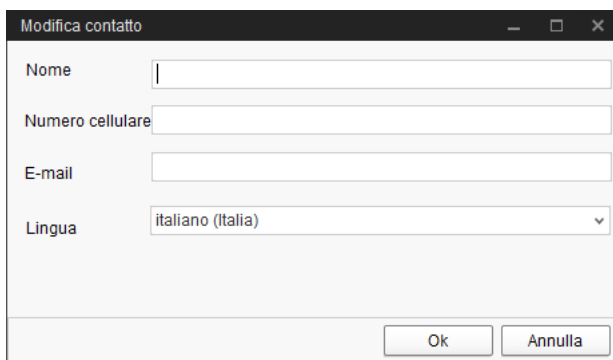 Modifica contatto
Nome
Numero cellulare
E-mail
Lingua italiano (Italia)
Ok Annulla